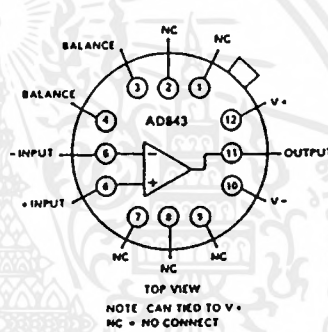 NC
BALANCE
NC
3
2
1
BALANCE
4
AD843
12
V+
-INPUT
5
-
11
OUTPUT
+INPUT
6
+
10
V-
7
8
9
NC
NC
NC
TOP VIEW
NOTE CAN TIED TO V+
NC = NO CONNECT